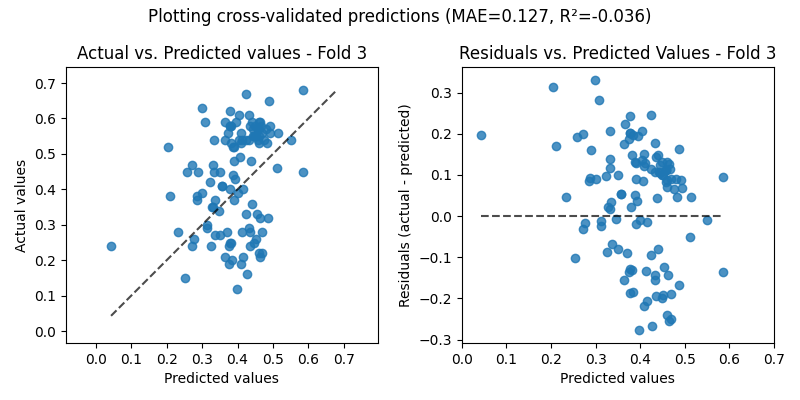 Plotting cross-validated predictions (MAE=0.127, R²=-0.036)
Actual vs. Predicted values - Fold 3
Actual values
0.7
0.6
0.5
0.4
0.3
0.2
0.1
0.0
0.0 0.1 0.2 0.3 0.4 0.5 0.6 0.7
Predicted values
Residuals vs. Predicted Values - Fold 3
Residuals (actual - predicted)
0.3
0.2
0.1
0.0
−0.1
−0.2
−0.3
0.0 0.1 0.2 0.3 0.4 0.5 0.6 0.7
Predicted values